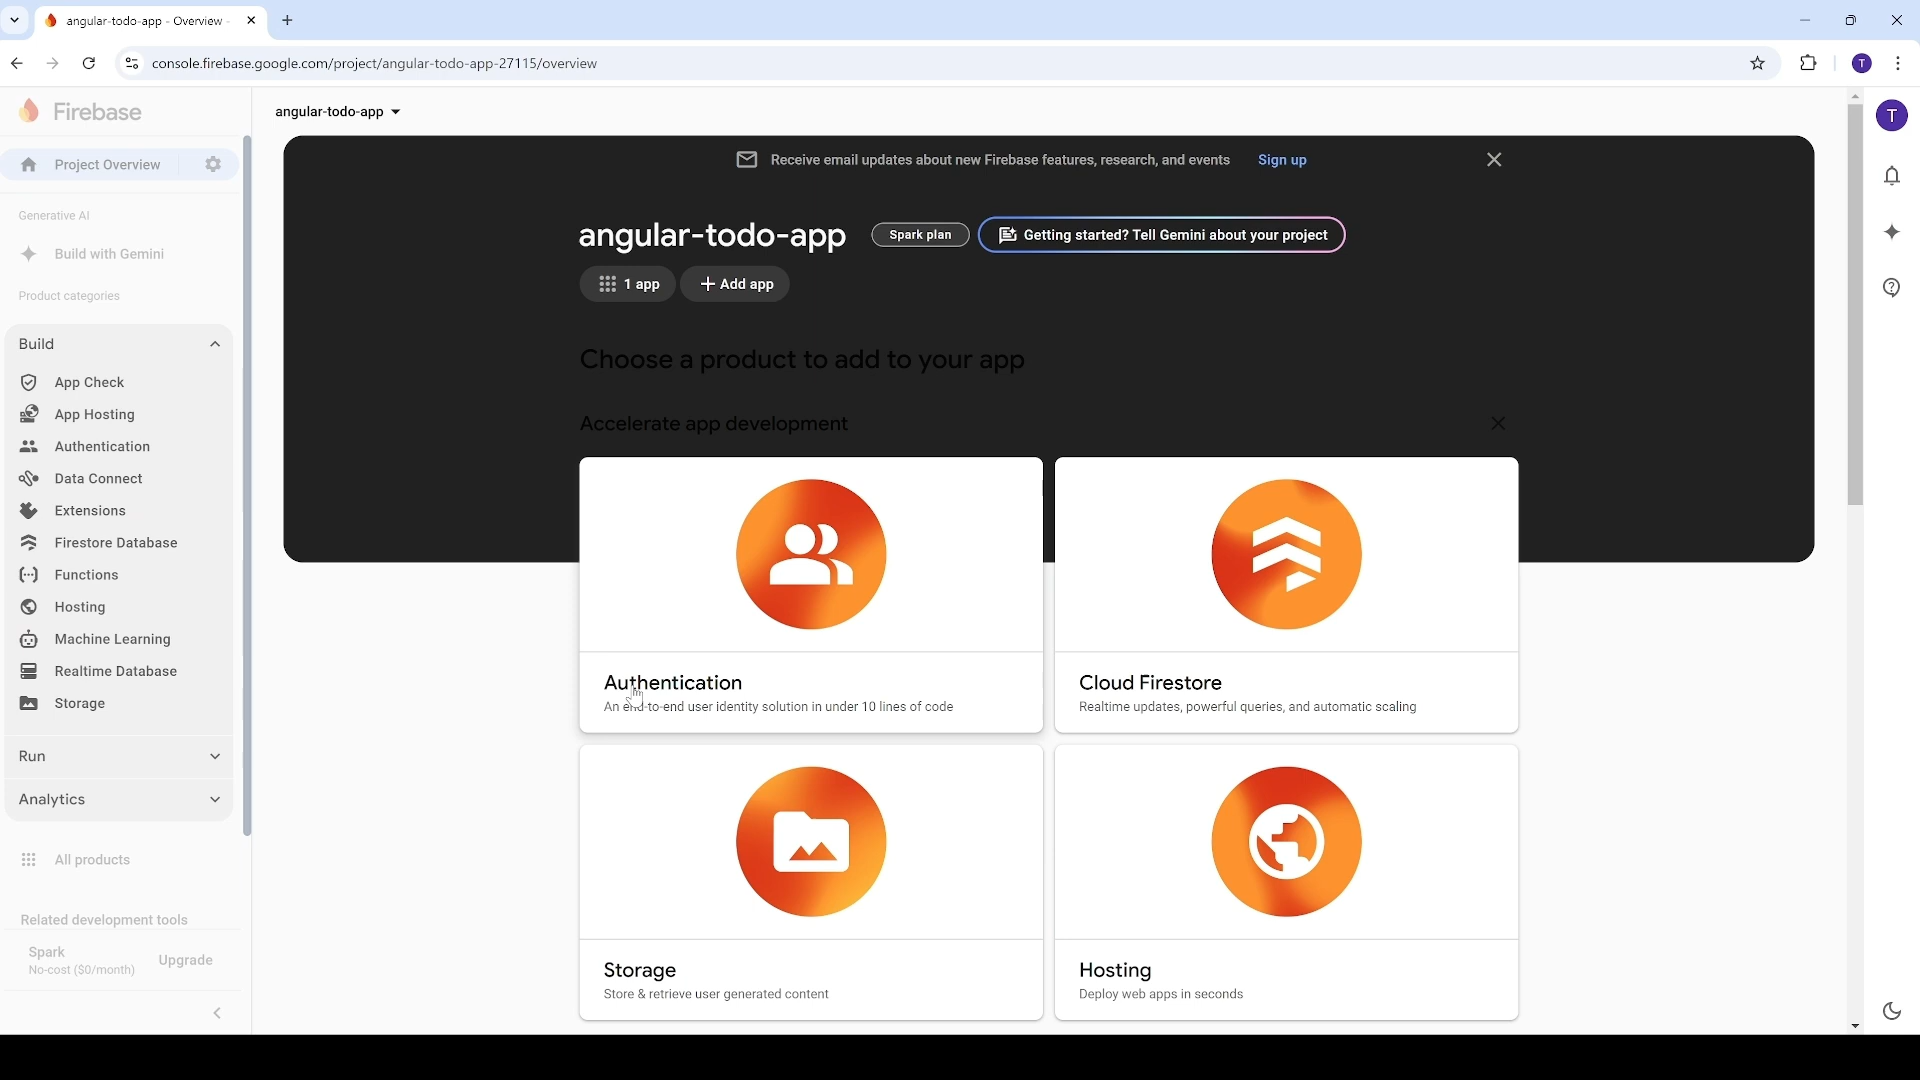 angular-todo-app - Overview -
console.firebase.google.com/project/angular-todo-app-27115/overview
T
Firebase
angular-todo-app
T
Project Overview
Receive email updates about new Firebase features, research, and events Sign up
Generative AI
angular-todo-app Spark plan Getting started? Tell Gemini about your project
Build with Gemini
1 app + Add app
Product categories
Build
Choose a product to add to your app
App Check
App Hosting
Accelerate app development
Authentication
Data Connect
Extensions
Firestore Database
Functions
Hosting
Machine Learning
Realtime Database
Storage
Authentication
An end-to-end user identity solution in under 10 lines of code
Cloud Firestore
Realtime updates, powerful queries, and automatic scaling
Run
Analytics
All products
Related development tools
Spark
No-cost ($0/month)
Upgrade
Storage
Store & retrieve user generated content
Hosting
Deploy web apps in seconds